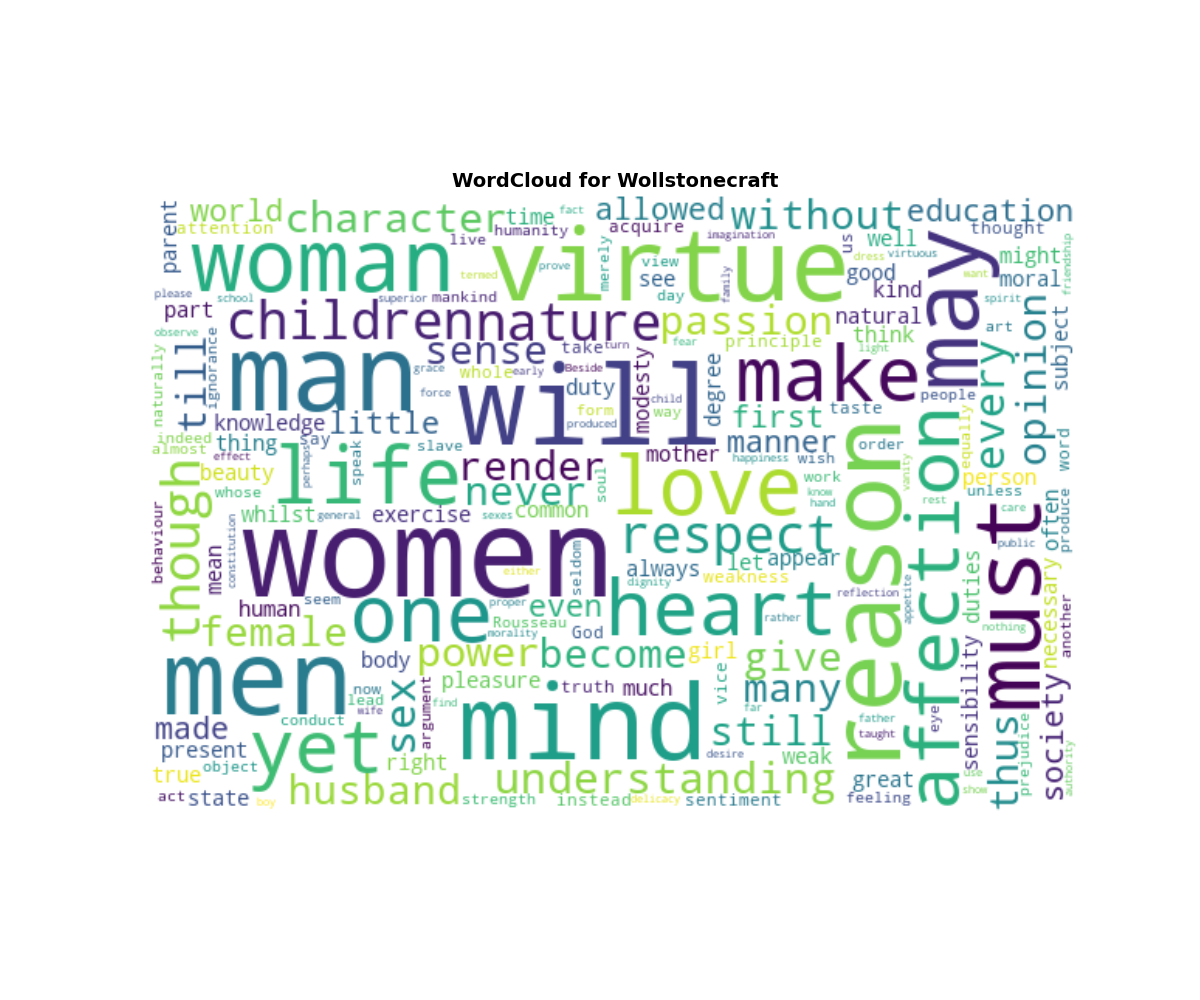 WordCloud for Wollstonecraft
parent
world
attention
character
time
fact
humanity
live
allowed
acquire
without
education
thought
woman
virtue
termed
prove
merely
view
see
day
imagination
family
us
well
dress
virtuous
good
kind
may
might
moral
want
spirit
friendship
please
school
superior
mankind
part
observe
children
nature
passion
principle
natural
think
light
art
subject
opinion
every
people
till
ignorance
naturally
man
sense
grace
whole
early
force
take
turn
Beside
fear
duty
form
produced
modesty
child
way
degree
make
first
taste
will
knowledge
little
indeed
almost
thing
effect
say
perhaps
speak
slave
beauty
whose
life
render
never
soul
mother
love
manner
happiness
wish
order
work
know
hand
vanity
reason
affection
equally
person
unless
word
produce
often
care
rest
though
whilst
general
exercise
sexes
common
behaviour
mean
constitution
women
either
seldom
respect
let
appear
always
weakness
dignity
must
public
necessary
another
human
seem
one
proper
even
Rousseau
morality
God
heart
rather
reflection
appetite
duties
nothing
female
men
body
power
become
girl
give
sensibility
society
now
lead
wife
sex
argument
pleasure
find
truth
much
vice
many
far
father
taught
eye
thus
prejudice
authority
made
conduct
present
object
yet
right
mind
desire
still
weak
great
use
show
true
act
state
boy
husband
strength
understanding
instead
delicacy
sentiment
feeling